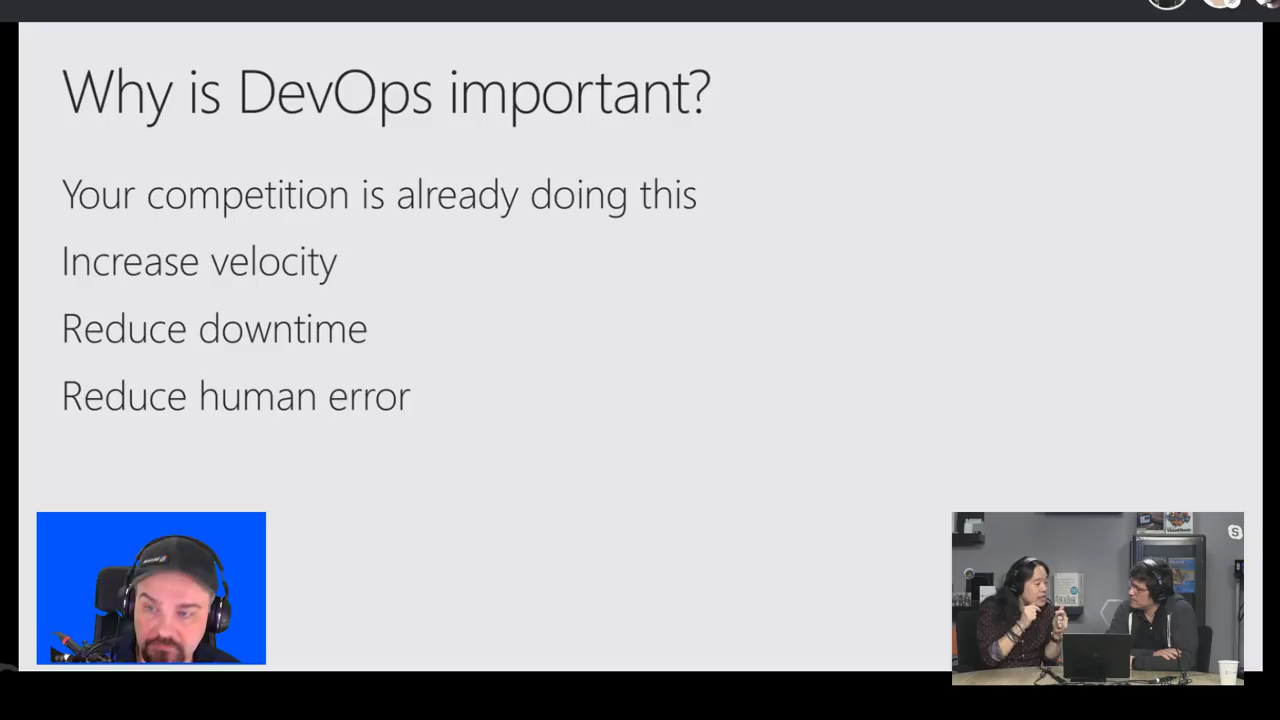 Why is DevOps important?
Your competition is already doing this
Increase velocity
Reduce downtime
Reduce human error